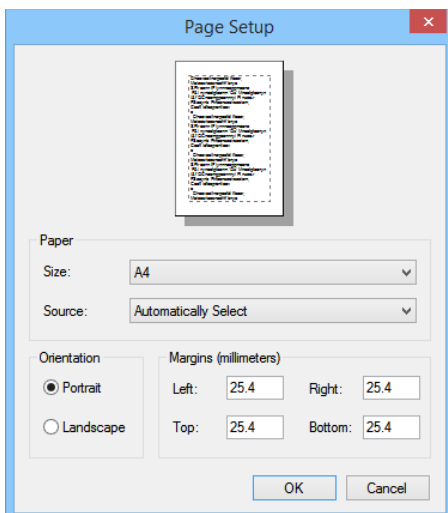 Page Setup
Paper
Size: A4
Source: Automatically Select
Orientation
Portrait
Landscape
Margins (millimeters)
Left: 25.4 Right: 25.4
Top: 25.4 Bottom: 25.4
OK Cancel